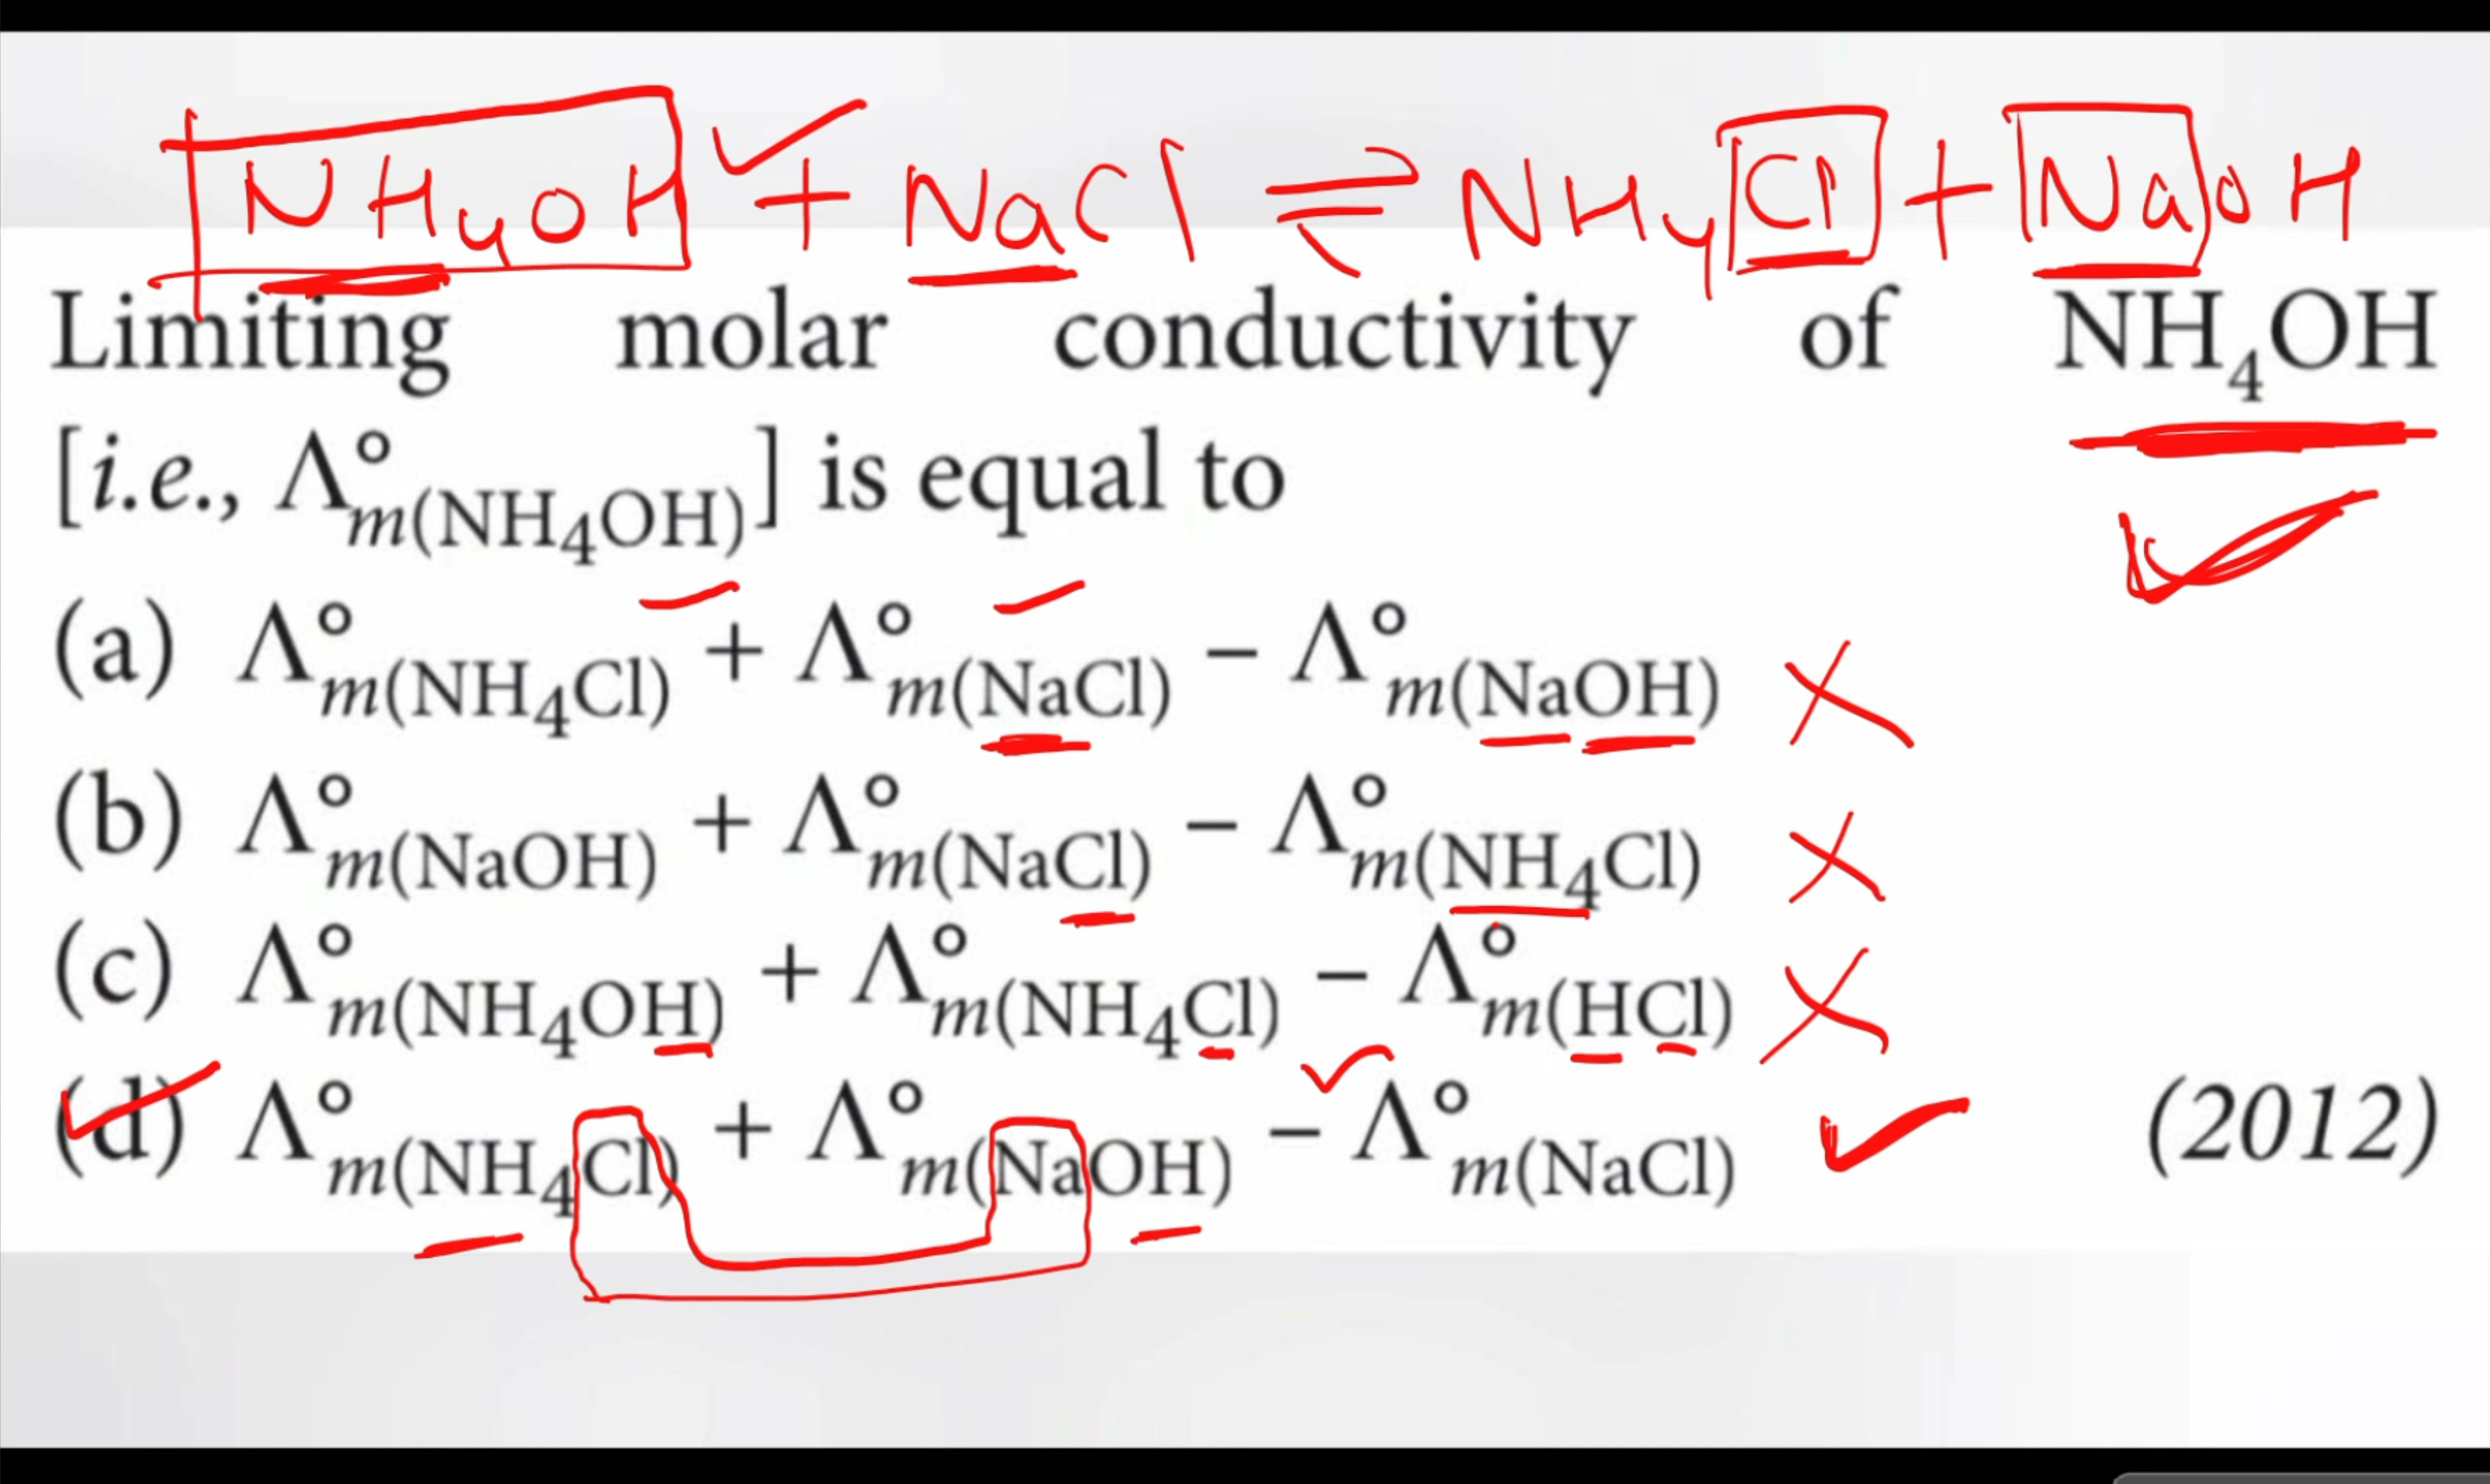 NH4OH + NaCl ⇌ NH4Cl + NaOH
Limiting molar conductivity of NH₄OH
[i.e., Λ°m(NH₄OH)] is equal to
(a) Λ°m(NH₄Cl) + Λ°m(NaCl) – Λ°m(NaOH)
(b) Λ°m(NaOH) + Λ°m(NaCl) – Λ°m(NH₄Cl)
(c) Λ°m(NH₄OH) + Λ°m(NH₄Cl) – Λ°m(HCl)
(d) Λ°m(NH₄Cl) + Λ°m(NaOH) – Λ°m(NaCl) (2012)